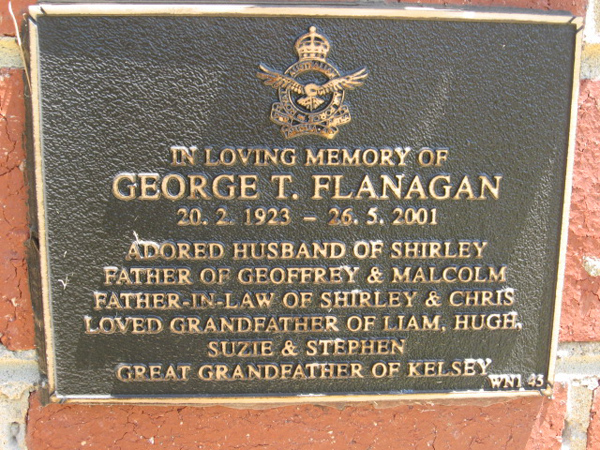 AUSTRALIAN
IN LOVING MEMORY OF
GEORGE T. FLANAGAN
20. 2. 1923 – 26. 5. 2001
ADORED HUSBAND OF SHIRLEY
FATHER OF GEOFFREY & MALCOLM
FATHER-IN-LAW OF SHIRLEY & CHRIS
LOVED GRANDFATHER OF LIAM, HUGH,
SUZIE & STEPHEN
GREAT GRANDFATHER OF KELSEY
WN1 43